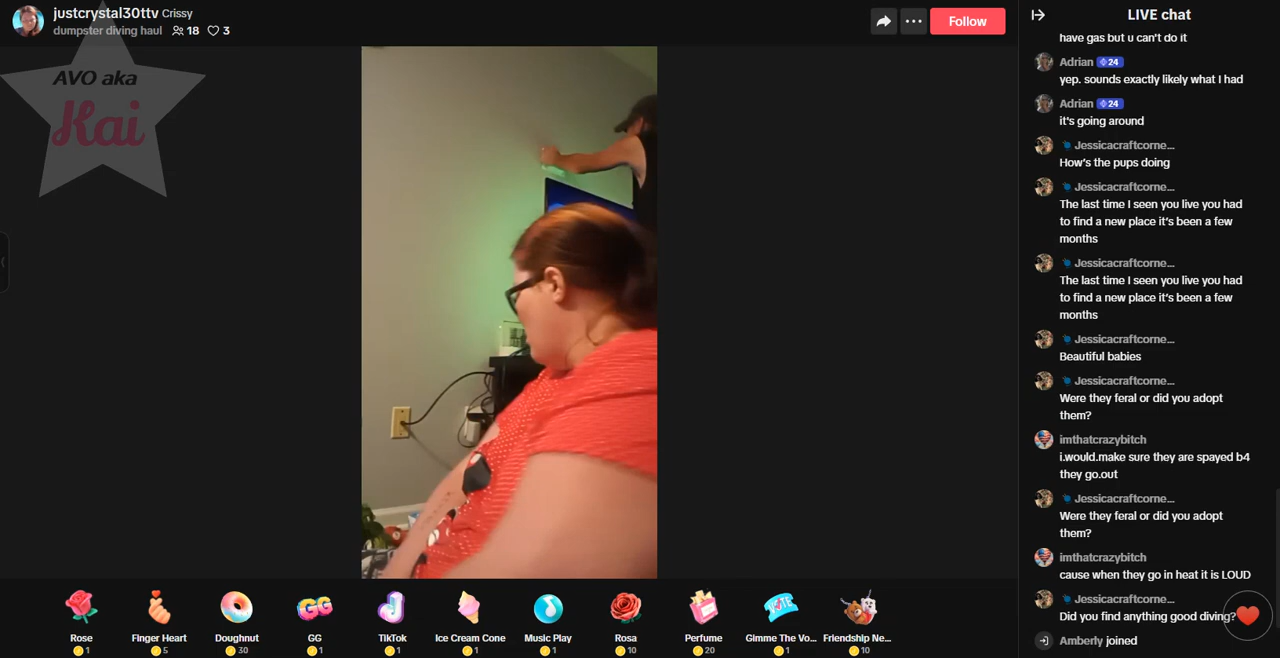 justcrystal30ttv Crissy
dumpster diving haul 18 3
Follow
AVO aka
Kai
LIVE chat
have gas but u can't do it
Adrian 24
yep. sounds exactly likely what I had
Adrian 24
it's going around
Jessicacraftcorne...
How's the pups doing
Jessicacraftcorne...
The last time I seen you live you had
to find a new place it's been a few
months
Jessicacraftcorne...
The last time I seen you live you had
to find a new place it's been a few
months
Jessicacraftcorne...
Beautiful babies
Jessicacraftcorne...
Were they feral or did you adopt
them?
imthatcrazybitch
i.would.make sure they are spayed b4
they go.out
Jessicacraftcorne...
Were they feral or did you adopt
them?
imthatcrazybitch
cause when they go in heat it is LOUD
Jessicacraftcorne...
Did you find anything good diving?
Amberly joined
GG
VOTE
Rose Finger Heart Doughnut GG TikTok Ice Cream Cone Music Play Rosa Perfume Gimme The Vo... Friendship Ne...
1 5 30 1 1 1 1 10 20 1 10